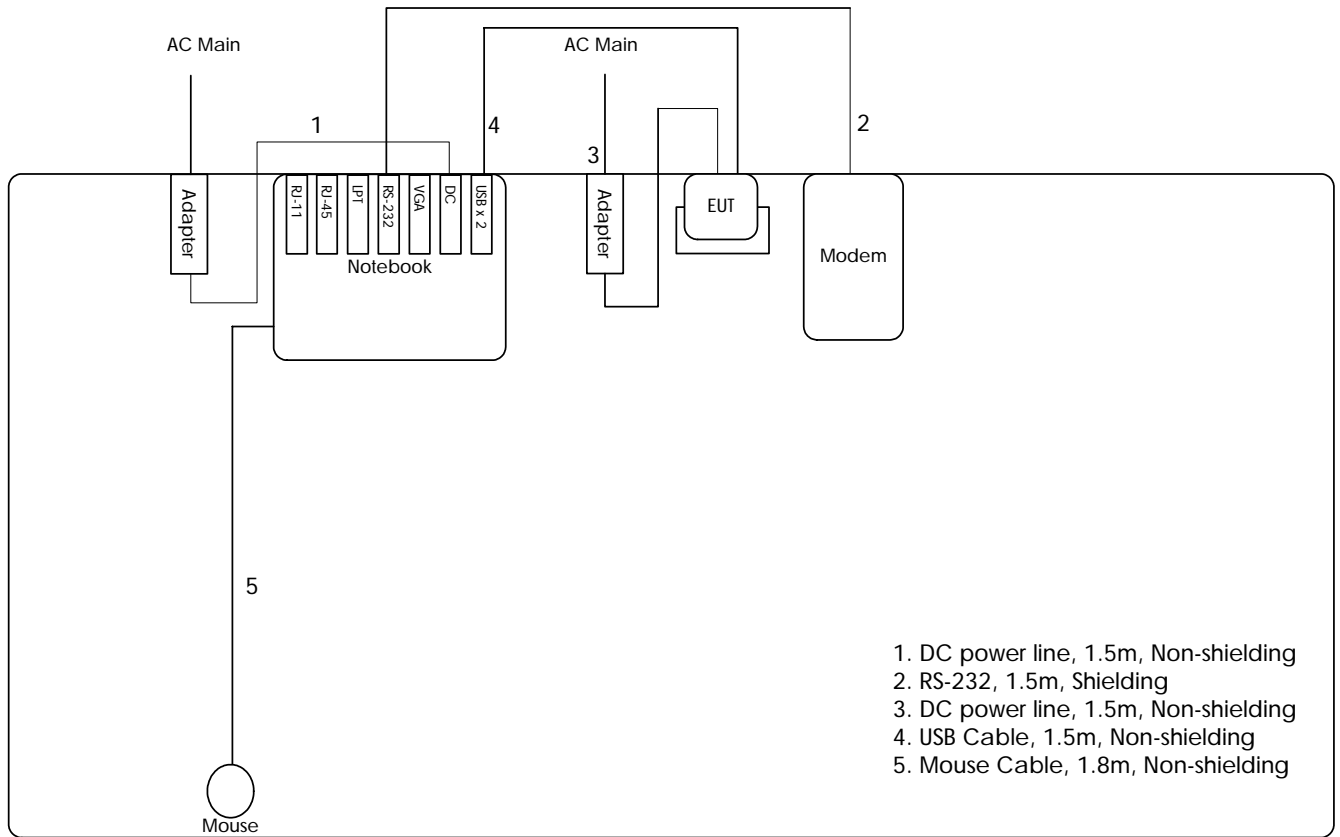 AC Main
AC Main
1
4
2
3
Adapter
RJ-11
RJ-45
LPT
RS-232
VGA
DC
USB x 2
Notebook
Adapter
EUT
Modem
5
1. DC power line, 1.5m, Non-shielding
2. RS-232, 1.5m, Shielding
3. DC power line, 1.5m, Non-shielding
4. USB Cable, 1.5m, Non-shielding
5. Mouse Cable, 1.8m, Non-shielding
Mouse